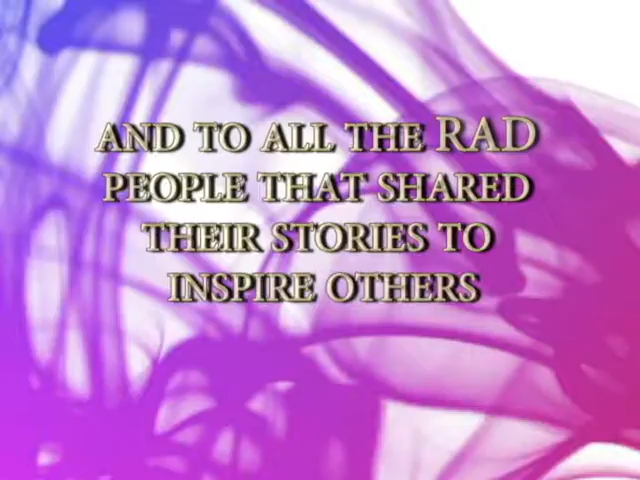 AND TO ALL THE RAD
PEOPLE THAT SHARED
THEIR STORIES TO
INSPIRE OTHERS